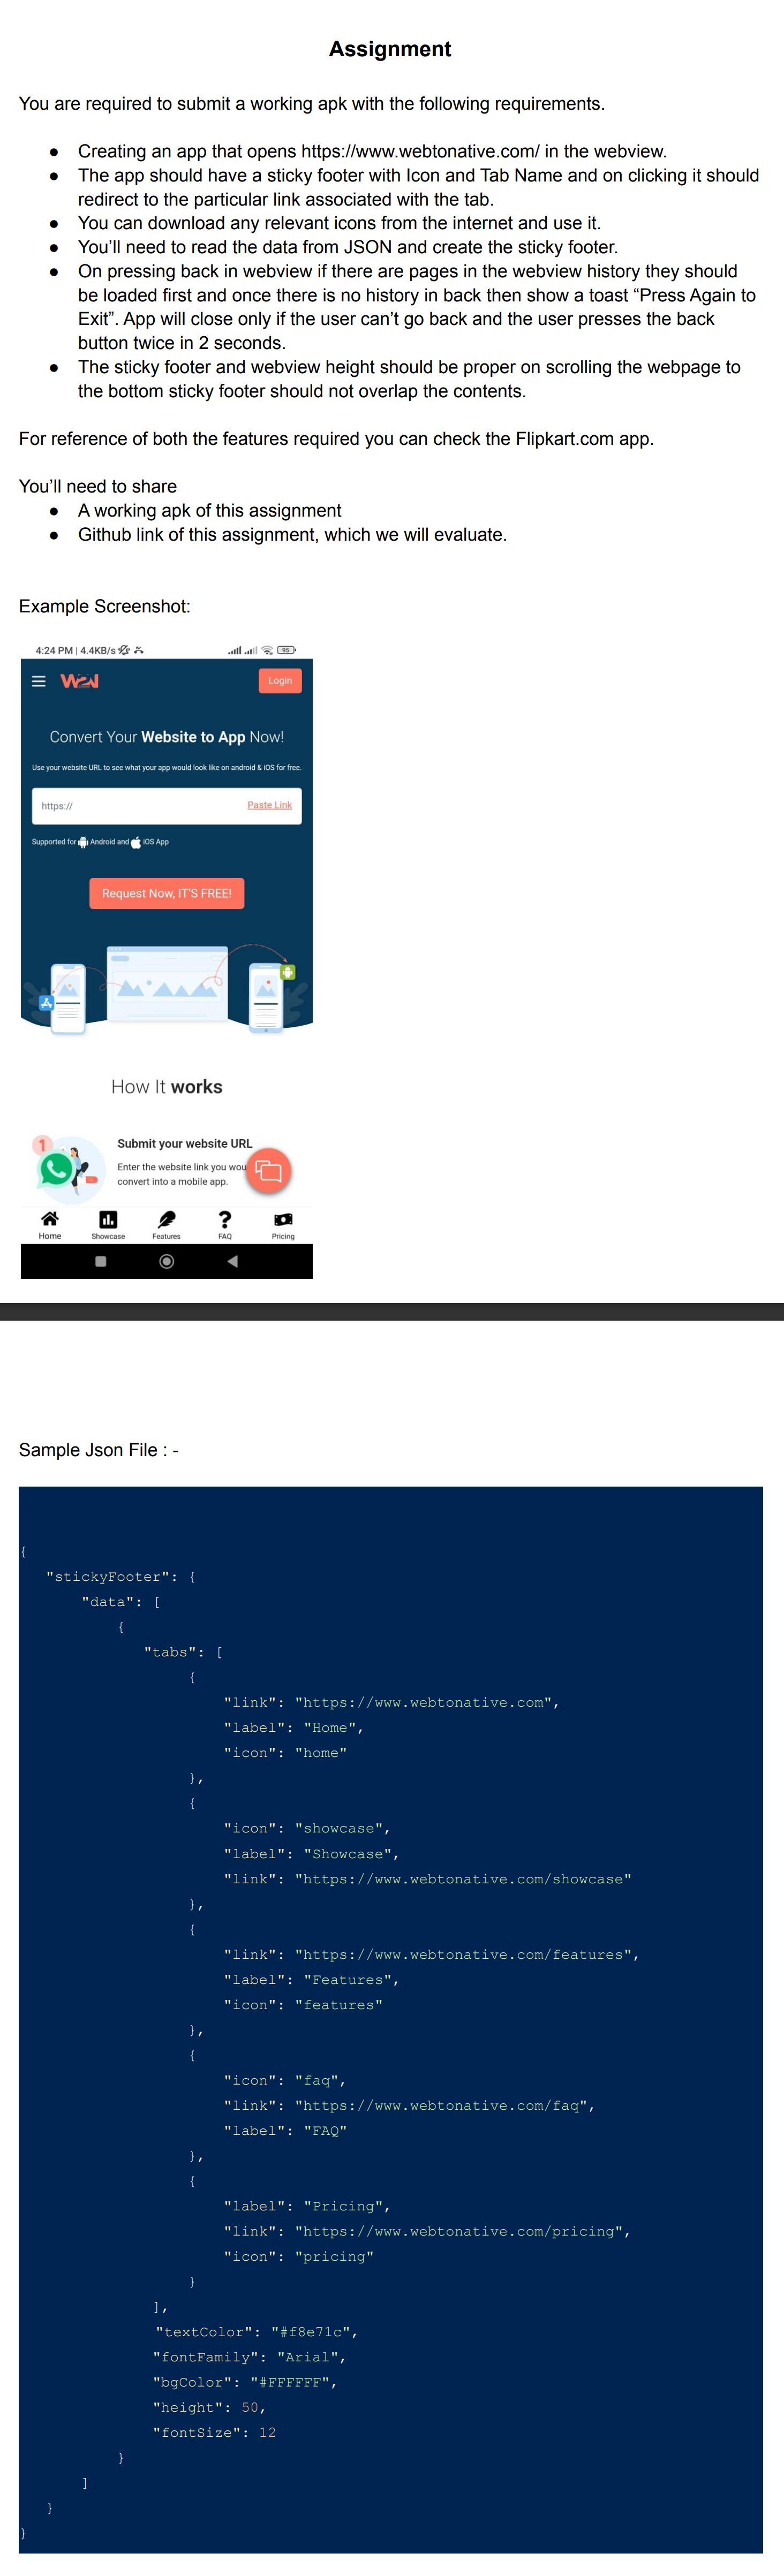 Assignment
You are required to submit a working apk with the following requirements.
● Creating an app that opens https://www.webtonative.com/ in the webview.
● The app should have a sticky footer with Icon and Tab Name and on clicking it should
redirect to the particular link associated with the tab.
● You can download any relevant icons from the internet and use it.
● You’ll need to read the data from JSON and create the sticky footer.
● On pressing back in webview if there are pages in the webview history they should
be loaded first and once there is no history in back then show a toast “Press Again to
Exit”. App will close only if the user can’t go back and the user presses the back
button twice in 2 seconds.
● The sticky footer and webview height should be proper on scrolling the webpage to
the bottom sticky footer should not overlap the contents.
For reference of both the features required you can check the Flipkart.com app.
You’ll need to share
● A working apk of this assignment
● Github link of this assignment, which we will evaluate.
Example Screenshot:
4:24 PM | 4.4KB/s 95
W2N Login
Convert Your Website to App Now!
Use your website URL to see what your app would look like on android & iOS for free.
https:// Paste Link
Supported for Android and iOS App
Request Now, IT'S FREE!
How It works
1
Submit your website URL
Enter the website link you wou
convert into a mobile app.
Home Showcase Features FAQ Pricing
Sample Json File : -
{
"stickyFooter": {
"data": [
{
"tabs": [
{
"link": "https://www.webtonative.com",
"label": "Home",
"icon": "home"
},
{
"icon": "showcase",
"label": "Showcase",
"link": "https://www.webtonative.com/showcase"
},
{
"link": "https://www.webtonative.com/features",
"label": "Features",
"icon": "features"
},
{
"icon": "faq",
"link": "https://www.webtonative.com/faq",
"label": "FAQ"
},
{
"label": "Pricing",
"link": "https://www.webtonative.com/pricing",
"icon": "pricing"
}
],
"textColor": "#f8e71c",
"fontFamily": "Arial",
"bgColor": "#FFFFFF",
"height": 50,
"fontSize": 12
}
]
}
}